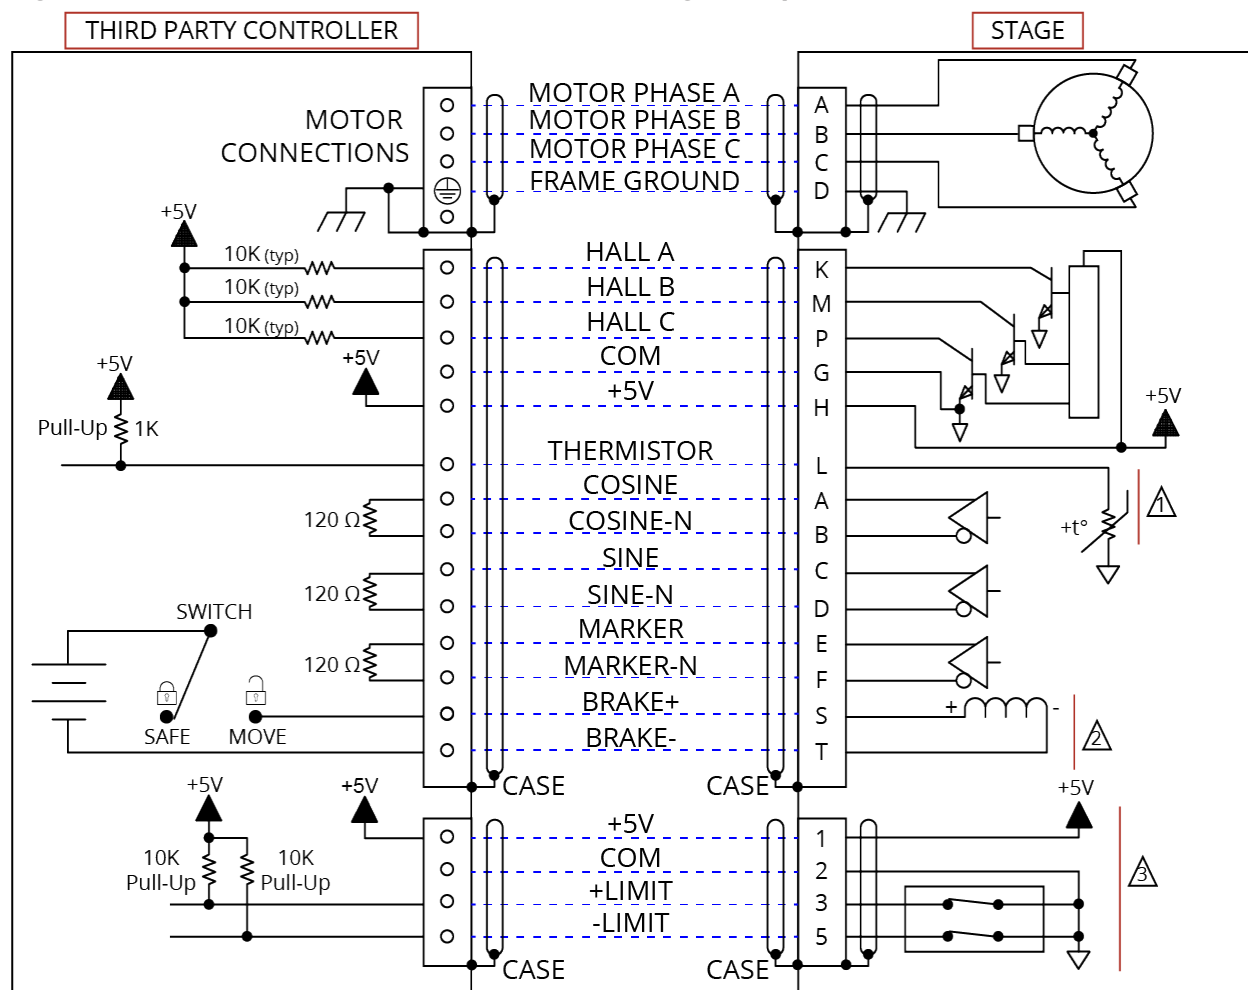 THIRD PARTY CONTROLLER
STAGE
MOTOR CONNECTIONS
MOTOR PHASE A
MOTOR PHASE B
MOTOR PHASE C
FRAME GROUND
A
B
C
D
+5V
10K (typ)
10K (typ)
10K (typ)
HALL A
HALL B
HALL C
COM
+5V
K
M
P
G
H
+5V
+5V
Pull-Up 1K
+5V
THERMISTOR
COSINE
COSINE-N
SINE
SINE-N
MARKER
MARKER-N
BRAKE+
BRAKE-
L
A
B
C
D
E
F
S
T
+t°
1
120 Ω
120 Ω
120 Ω
SWITCH
SAFE
MOVE
+ -
2
CASE
CASE
+5V
+5V
10K Pull-Up
10K Pull-Up
+5V
COM
+LIMIT
-LIMIT
1
2
3
5
+5V
3
CASE
CASE